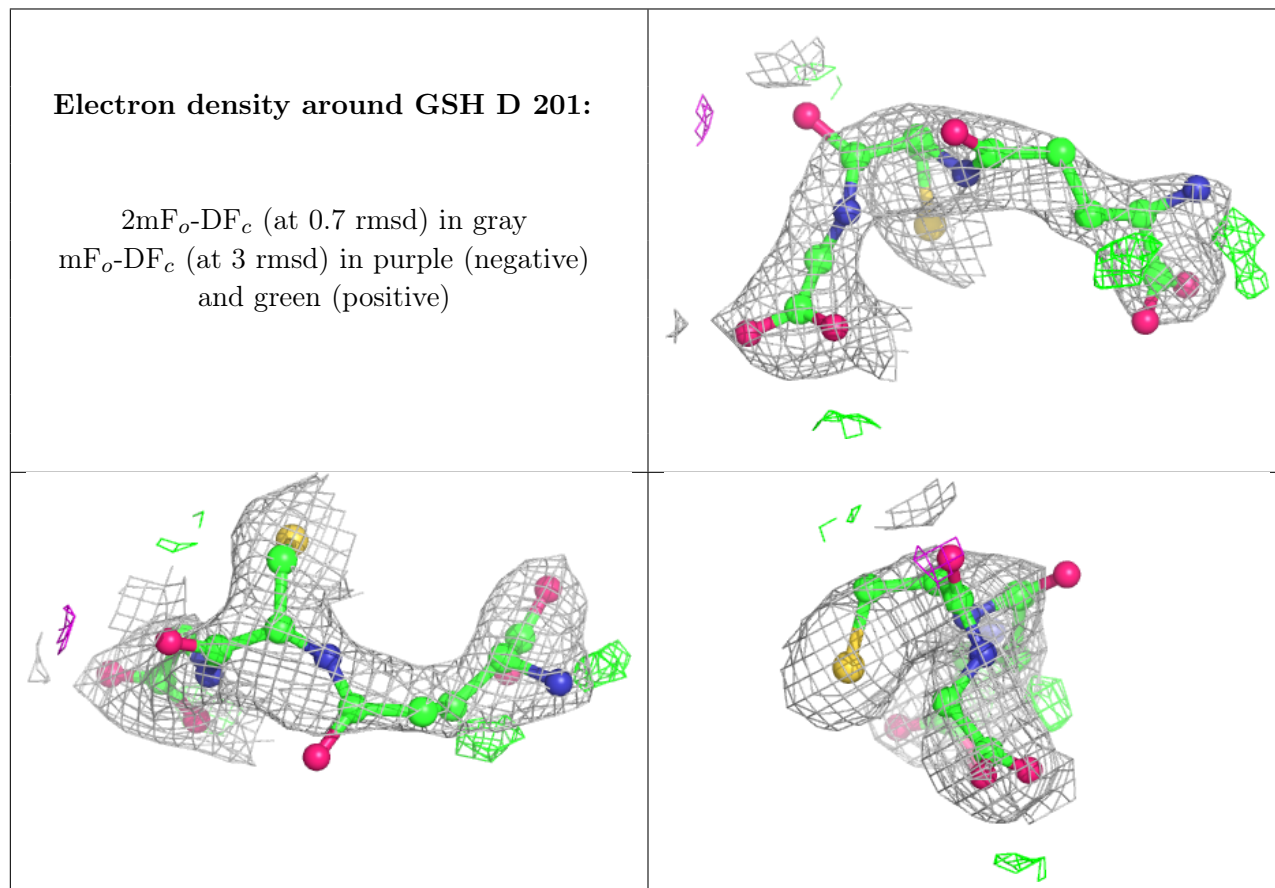 Electron density around GSH D 201:
2mFo-DFc (at 0.7 rmsd) in gray
mFo-DFc (at 3 rmsd) in purple (negative)
and green (positive)